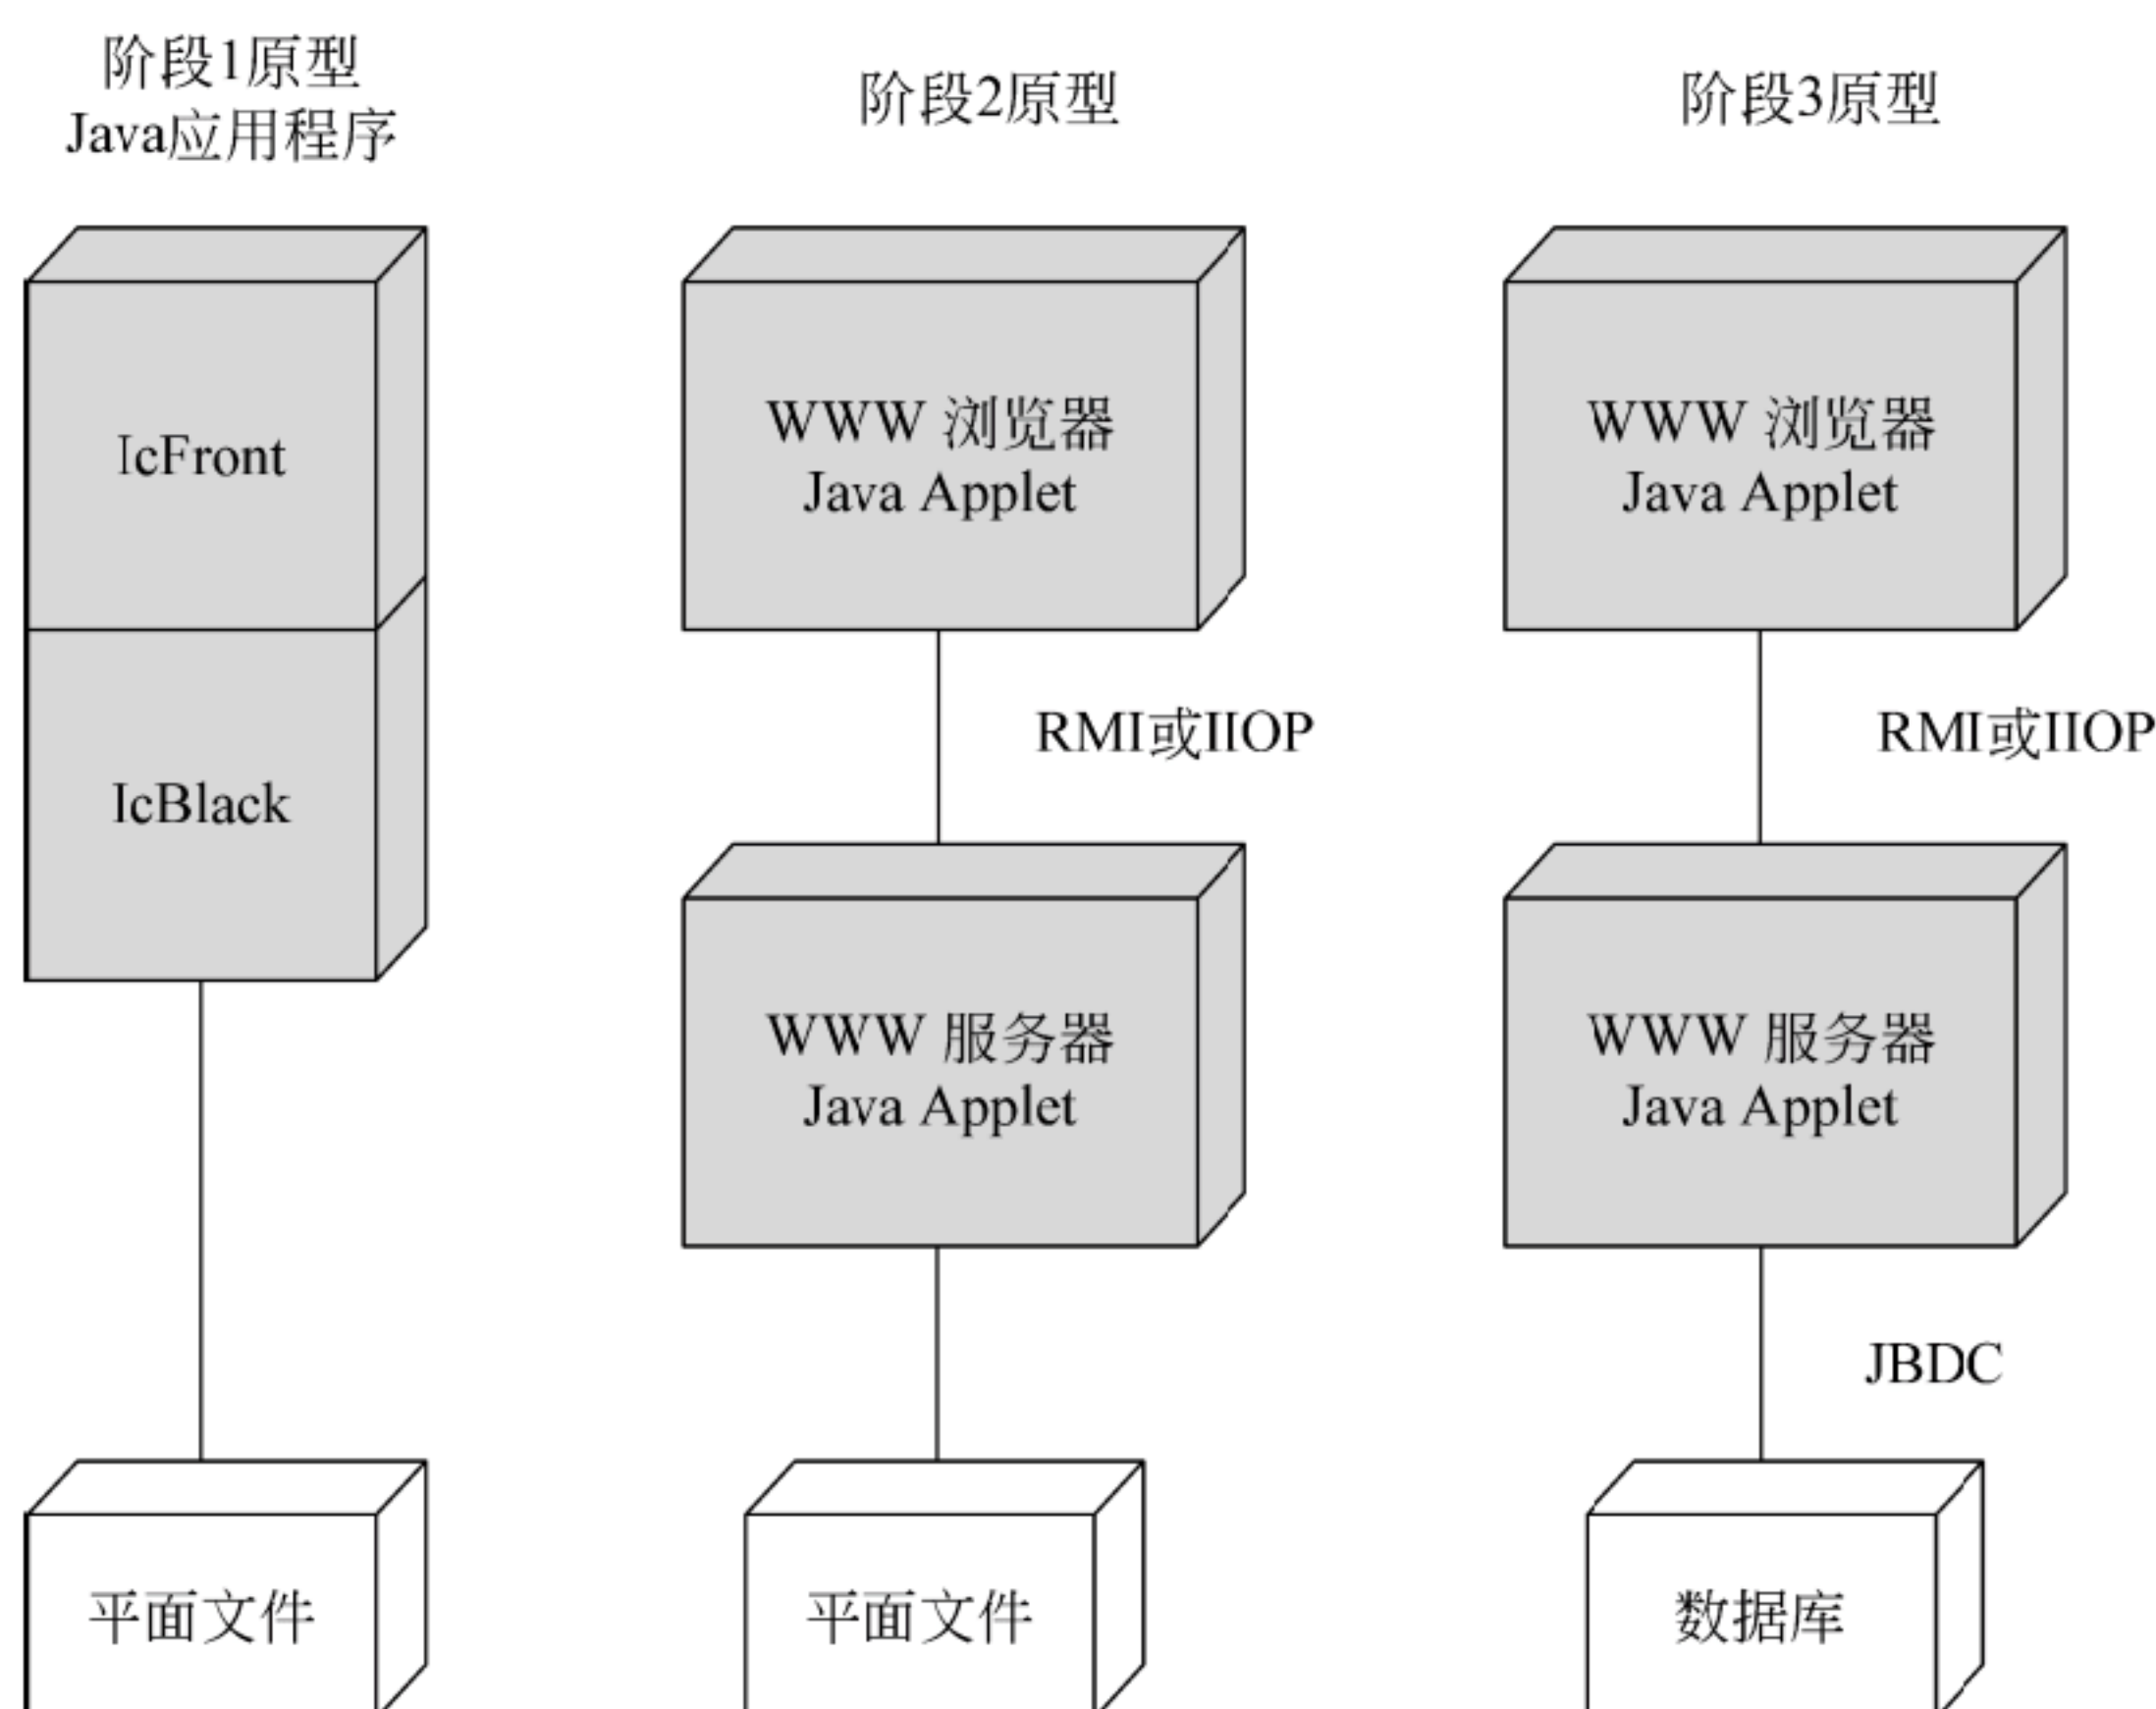 阶段1原型
Java应用程序
IcFront
IcBlack
平面文件
阶段2原型
WWW 浏览器
Java Applet
RMI或IIOP
WWW 服务器
Java Applet
平面文件
阶段3原型
WWW 浏览器
Java Applet
RMI或IIOP
WWW 服务器
Java Applet
JBDC
数据库